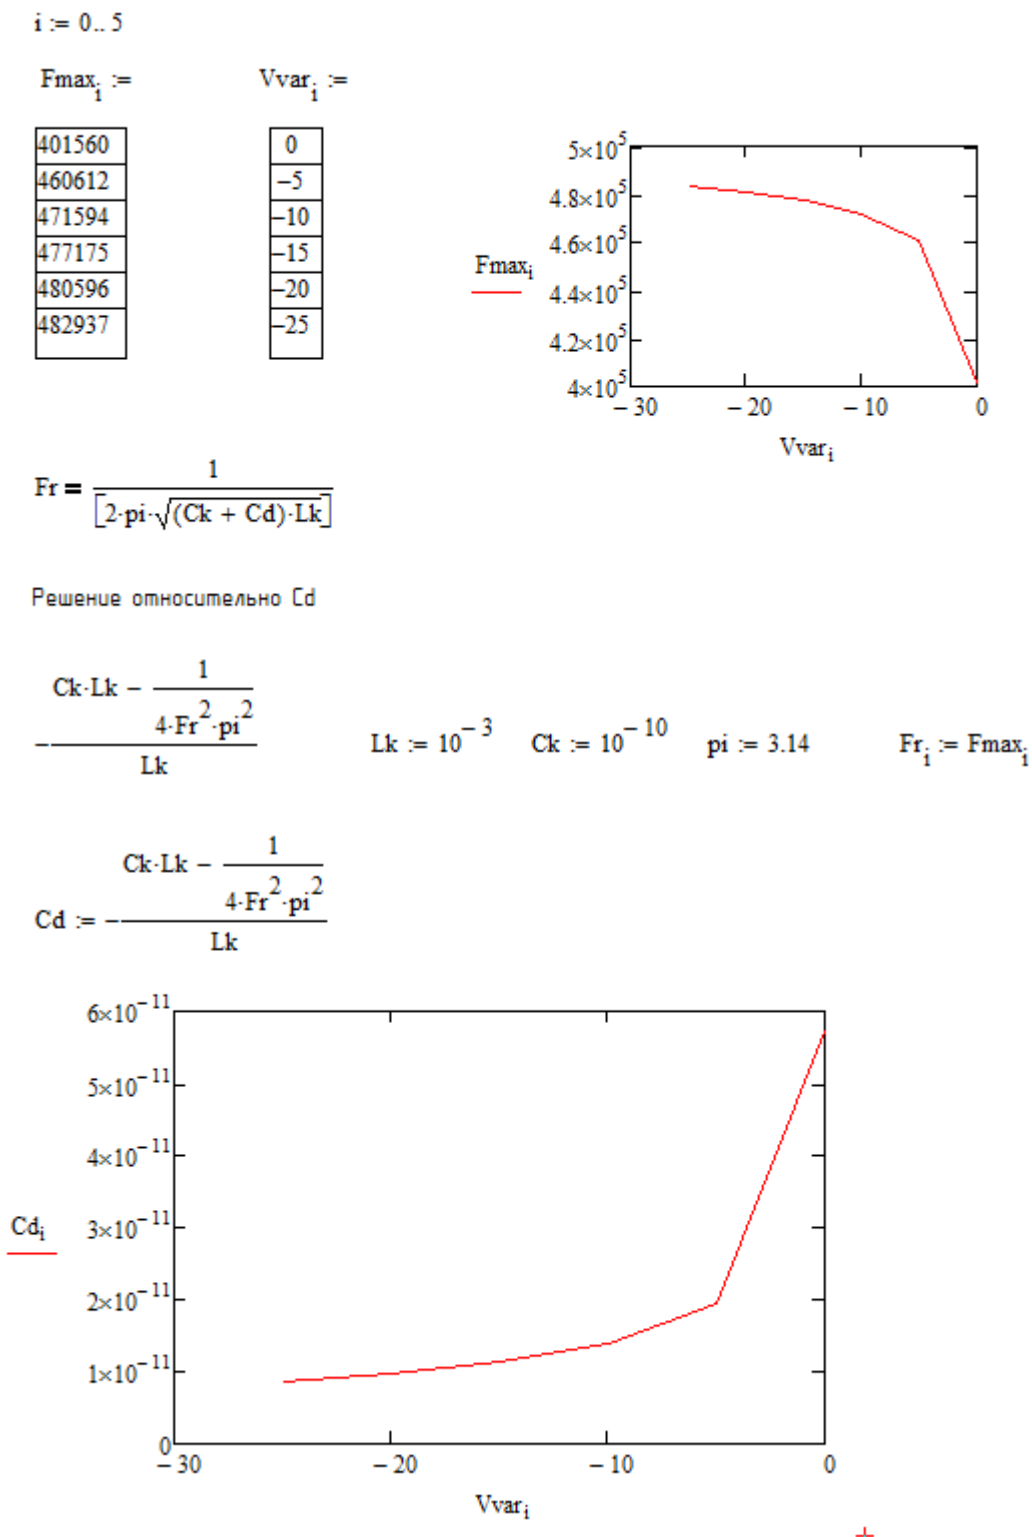 i := 0.. 5
Fmax_i := Vvar_i :=
401560 0
460612 −5
471594 −10
477175 −15
480596 −20
482937 −25
5×10^5
4.8×10^5
4.6×10^5
4.4×10^5
4.2×10^5
4×10^5
Fmax_i
−30 −20 −10 0
Vvar_i
Fr = 1 / [2·pi·√((Ck + Cd)·Lk)]
Решение относительно Cd
−(Ck·Lk − 1 / (4·Fr^2·pi^2)) / Lk Lk := 10^−3 Ck := 10^−10 pi := 3.14 Fr_i := Fmax_i
Cd := −(Ck·Lk − 1 / (4·Fr^2·pi^2)) / Lk
6×10^−11
5×10^−11
4×10^−11
3×10^−11
2×10^−11
1×10^−11
0
Cd_i
−30 −20 −10 0
Vvar_i